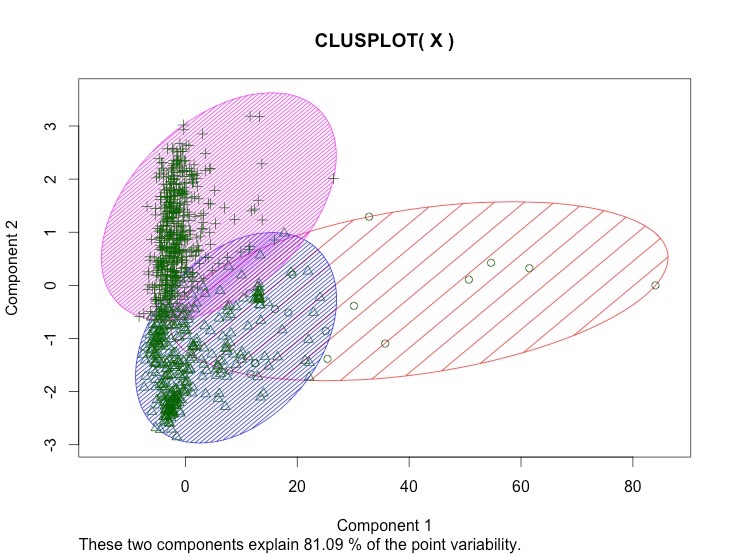 CLUSPLOT( X )
3
2
1
0
-1
-2
-3
Component 2
0 20 40 60 80
Component 1
These two components explain 81.09 % of the point variability.